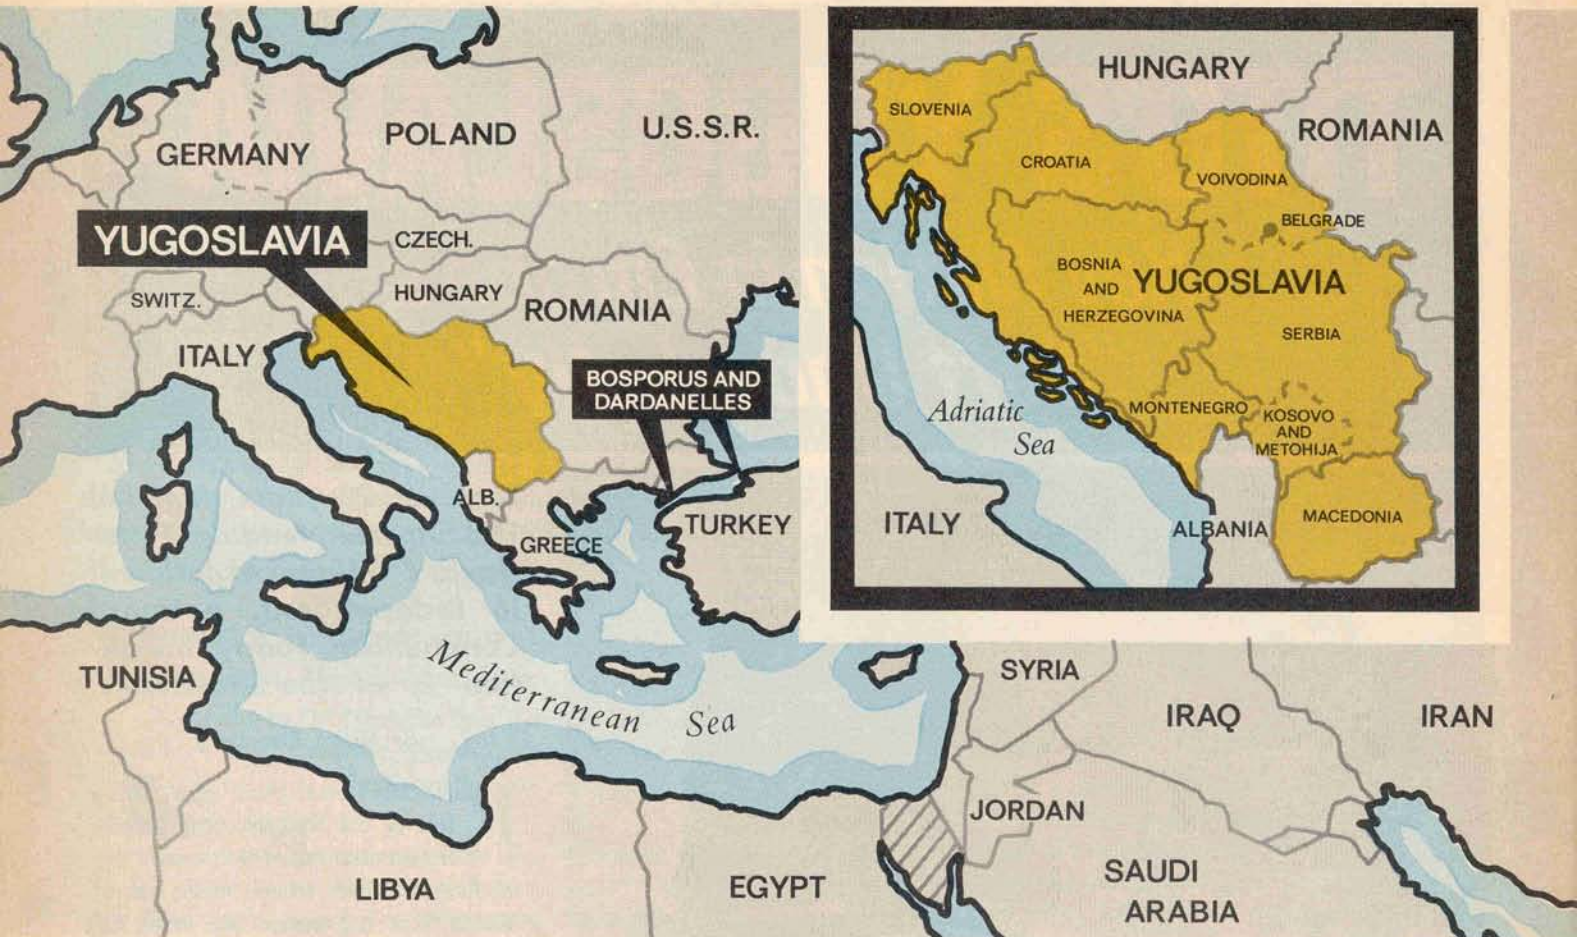 POLAND
U.S.S.R.
GERMANY
YUGOSLAVIA
CZECH.
SWITZ.
HUNGARY
ROMANIA
ITALY
BOSPORUS AND
DARDANELLES
ALB.
GREECE
TURKEY
Mediterranean Sea
TUNISIA
LIBYA
EGYPT
SYRIA
IRAQ
IRAN
JORDAN
SAUDI
ARABIA
HUNGARY
ROMANIA
SLOVENIA
CROATIA
VOIVODINA
BELGRADE
BOSNIA
AND
HERZEGOVINA
YUGOSLAVIA
SERBIA
MONTENEGRO
KOSOVO
AND
METOHIJA
Adriatic
Sea
ITALY
ALBANIA
MACEDONIA